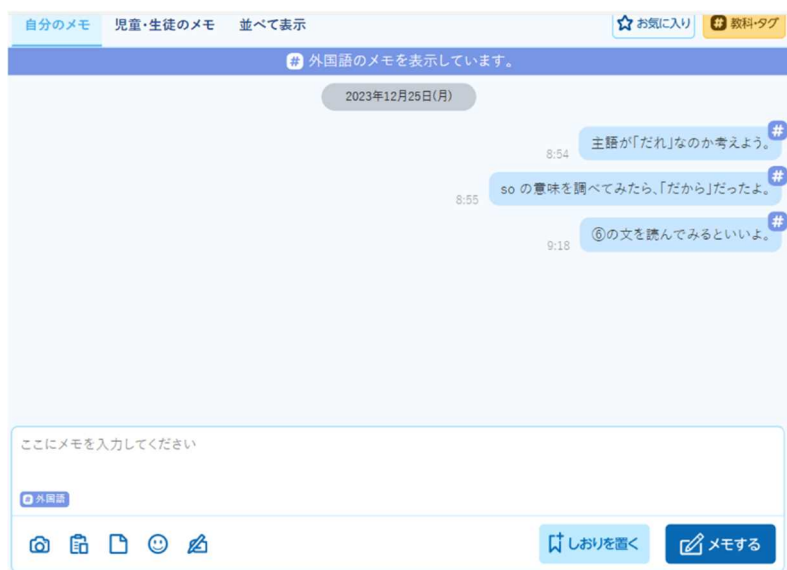 自分のメモ 児童・生徒のメモ 並べて表示 お気に入り # 教科・タグ
# 外国語のメモを表示しています。
2023年12月25日(月)
主語が「だれ」なのか考えよう。 #
8:54
so の意味を調べてみたら、「だから」だったよ。 #
8:55
⑥の文を読んでみるといいよ。 #
9:18
ここにメモを入力してください
# 外国語
しおりを置く メモする